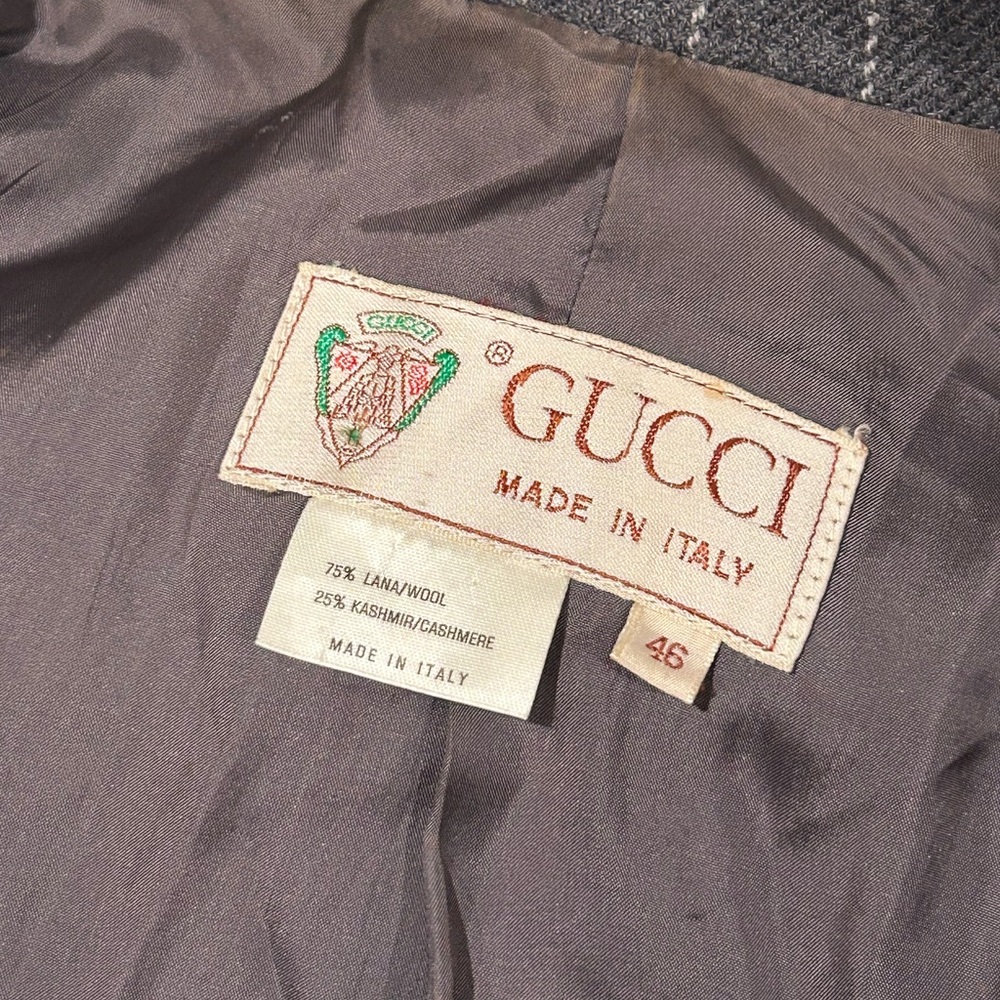 GUCCI
® GUCCI
MADE IN ITALY
75% LANA/WOOL
25% KASHMIR/CASHMERE
MADE IN ITALY
46